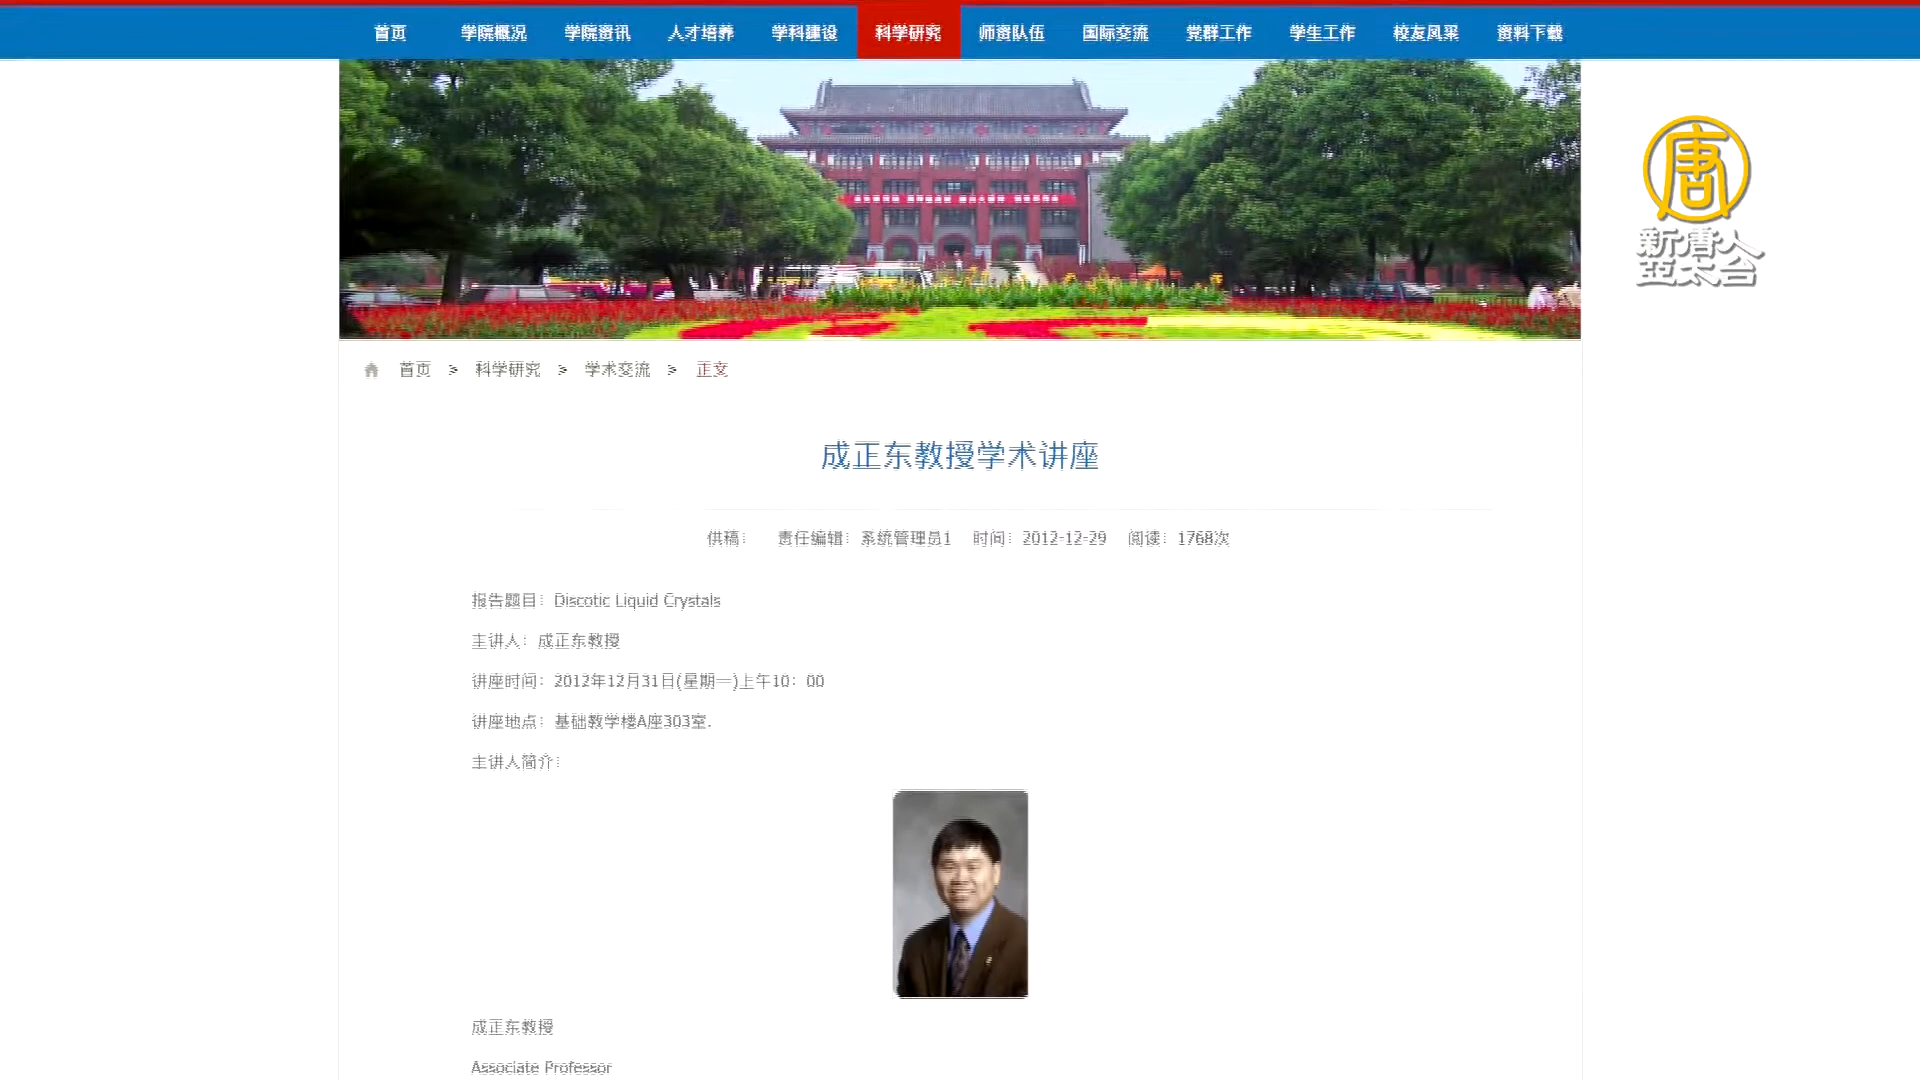 首页 学院概况 学院资讯 人才培养 学科建设 科学研究 师资队伍 国际交流 党群工作 学生工作 校友风采 资料下载
唐
新唐人
亞太台
首页 > 科学研究 > 学术交流 > 正文
成正东教授学术讲座
供稿： 责任编辑：系统管理员1 时间：2012-12-29 阅读：1768次
报告题目：Discotic Liquid Crystals
主讲人：成正东教授
讲座时间：2012年12月31日(星期一)上午10：00
讲座地点：基础教学楼A座303室.
主讲人简介：
成正东教授
Associate Professor